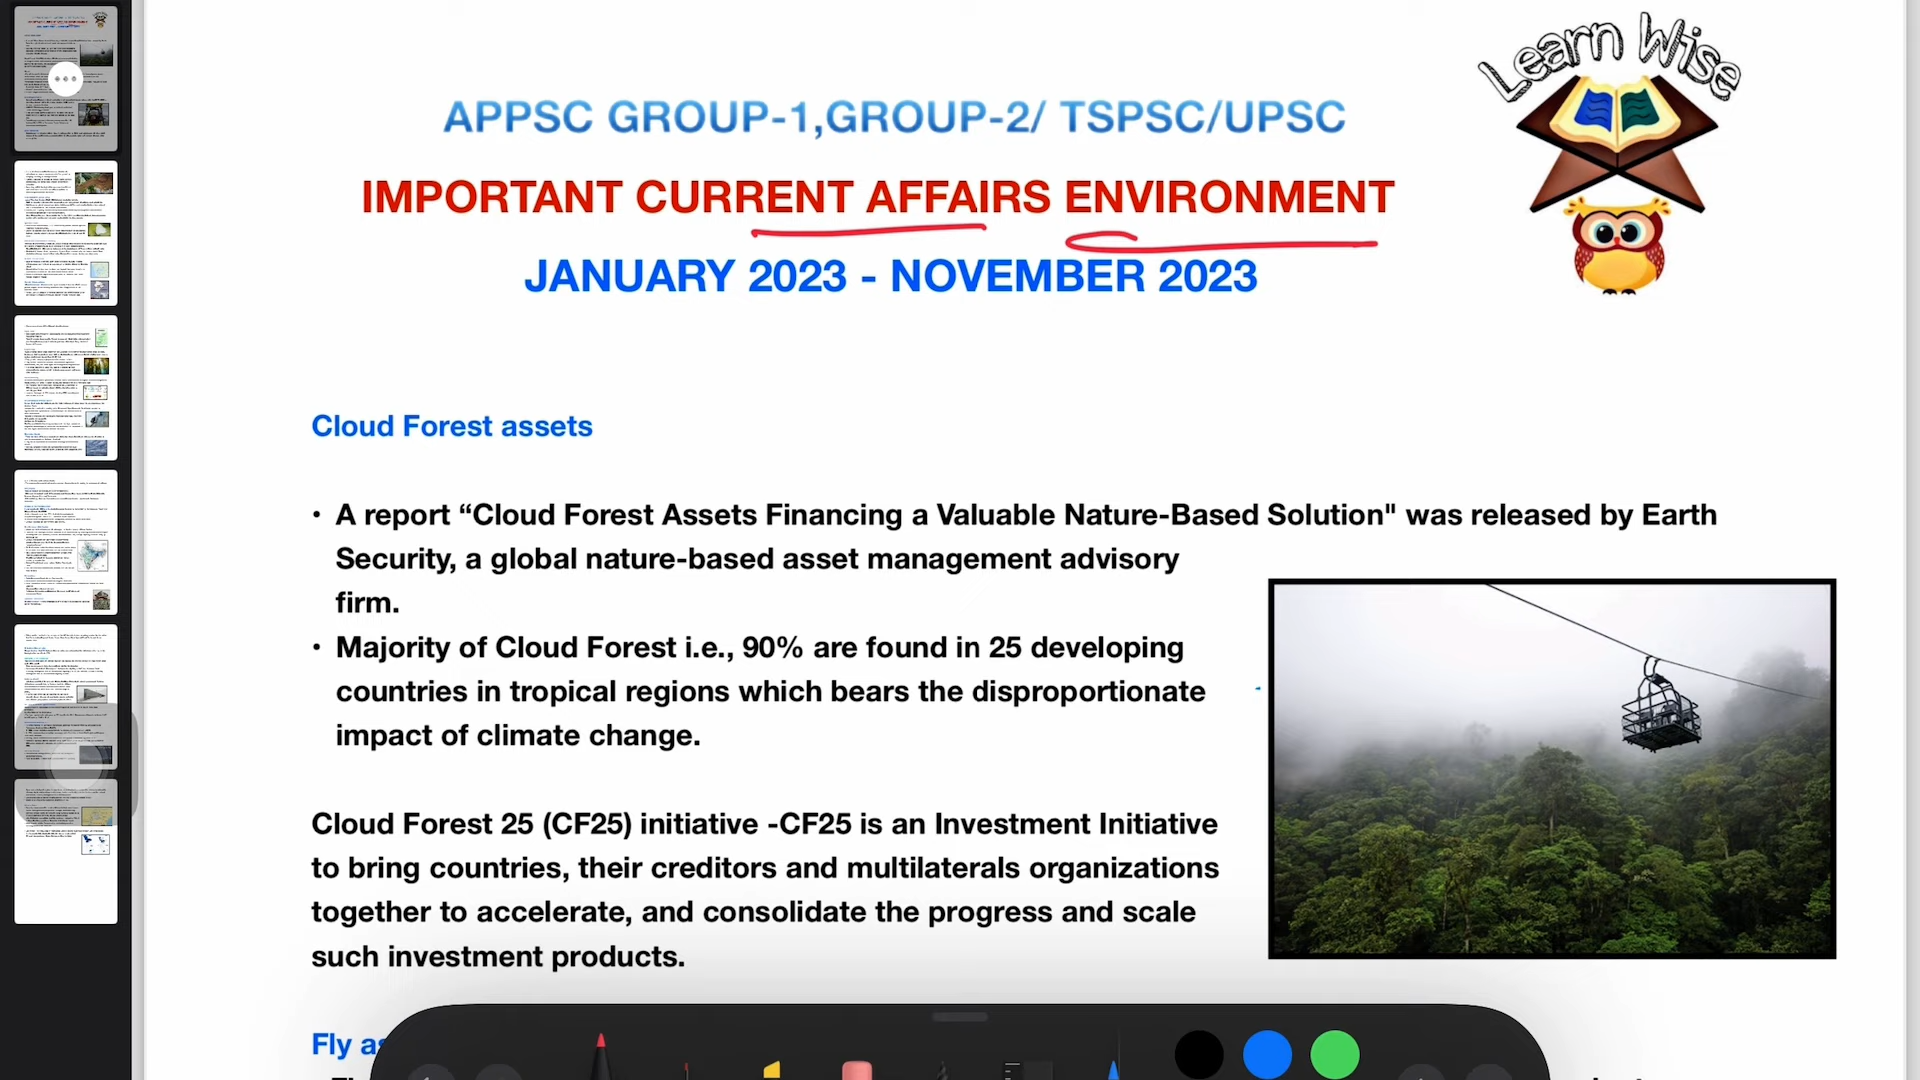 Learn Wise
APPSC GROUP-1,GROUP-2/ TSPSC/UPSC
IMPORTANT CURRENT AFFAIRS ENVIRONMENT
JANUARY 2023 - NOVEMBER 2023
Cloud Forest assets
• A report “Cloud Forest Assets Financing a Valuable Nature-Based Solution" was released by Earth
Security, a global nature-based asset management advisory
firm.
• Majority of Cloud Forest i.e., 90% are found in 25 developing
countries in tropical regions which bears the disproportionate
impact of climate change.
Cloud Forest 25 (CF25) initiative -CF25 is an Investment Initiative
to bring countries, their creditors and multilaterals organizations
together to accelerate, and consolidate the progress and scale
such investment products.
Fly